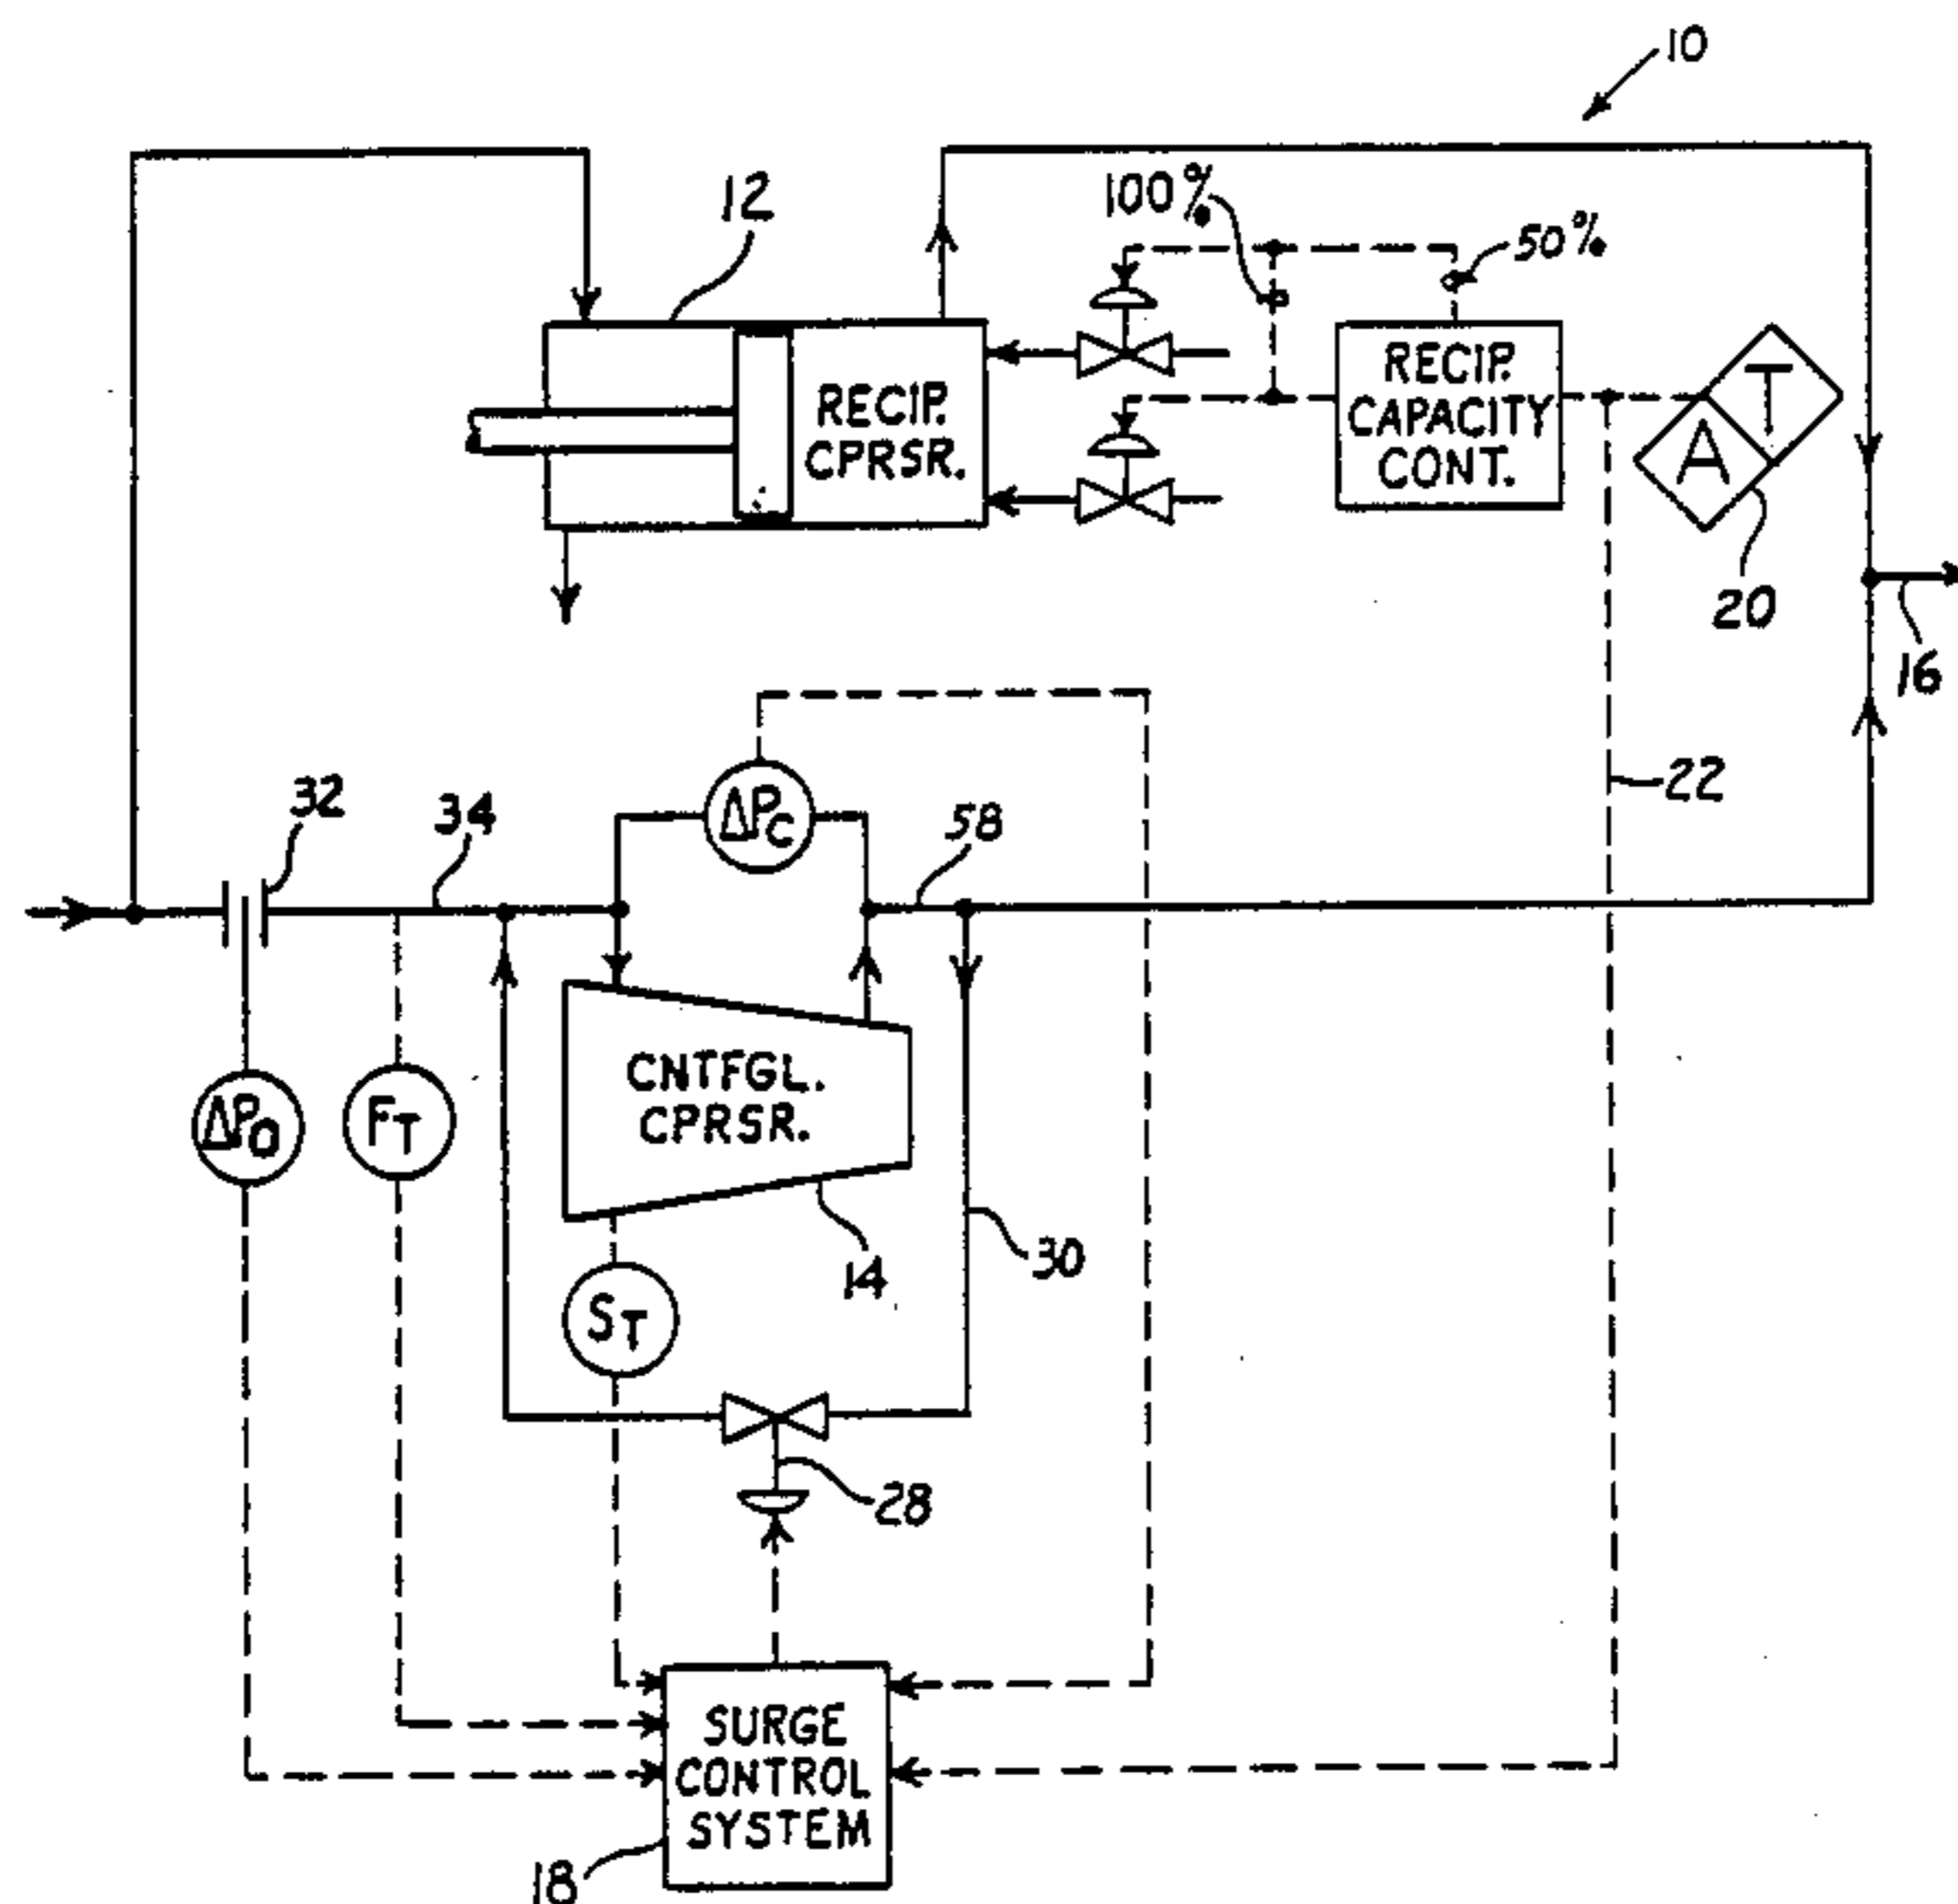 10
12
100%
50%
RECIP.
CPRSR.
RECIP.
CAPACITY
CONT.
T
A
20
16
22
32
34
ΔPC
58
ΔPO
FT
CNTFGL.
CPRSR.
14
30
ST
28
SURGE
CONTROL
SYSTEM
18